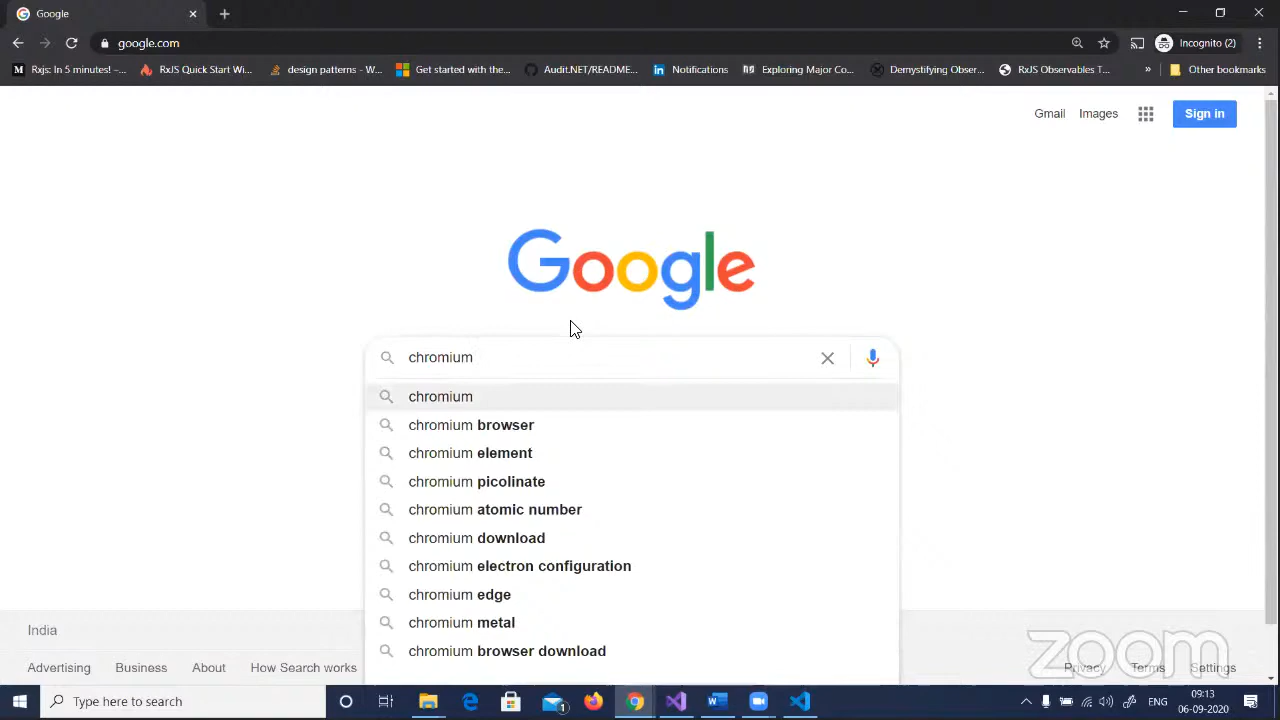 Google
google.com
Incognito (2)
Rxjs: In 5 minutes! –...
RxJS Quick Start Wi...
design patterns - W...
Get started with the...
Audit.NET/README...
Notifications
Exploring Major Co...
Demystifying Obser...
RxJS Observables T...
»
Other bookmarks
Gmail
Images
Sign in
Google
chromium
chromium
chromium browser
chromium element
chromium picolinate
chromium atomic number
chromium download
chromium electron configuration
chromium edge
chromium metal
chromium browser download
India
Advertising
Business
About
How Search works
Privacy
Terms
Settings
zoom
Type here to search
1
ENG
09:13
06-09-2020